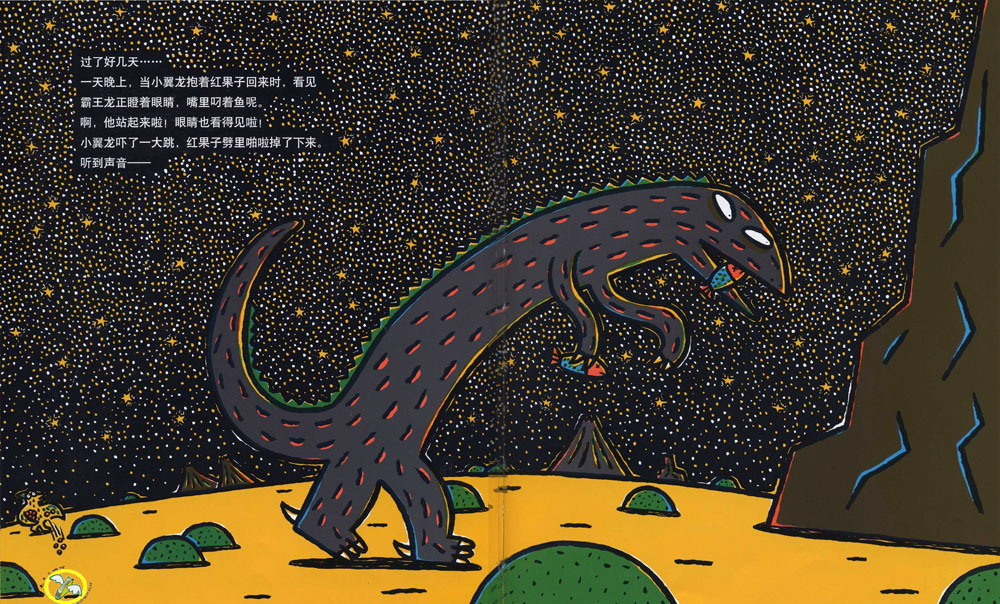 过了好几天……
一天晚上，当小翼龙抱着红果子回来时，看见
霸王龙正瞪着眼睛，嘴里叼着鱼呢。
啊，他站起来啦！眼睛也看得见啦！
小翼龙吓了一大跳，红果子劈里啪啦掉了下来。
听到声音——